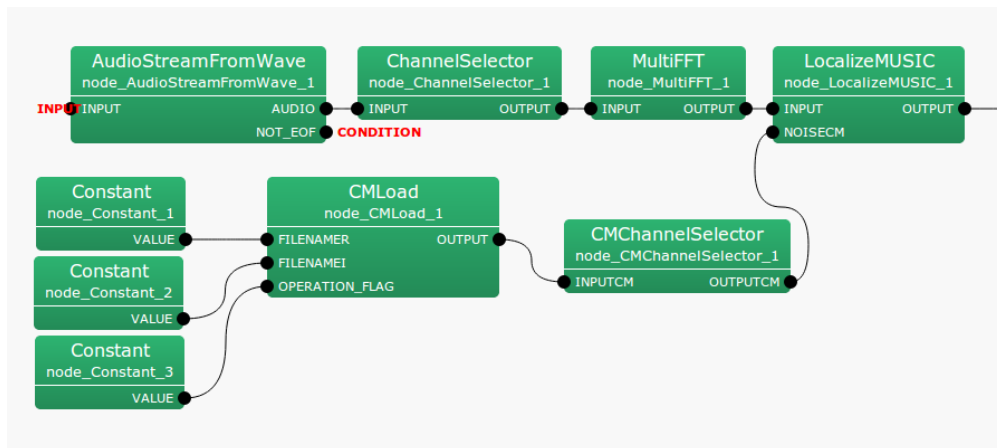 AudioStreamFromWave
node_AudioStreamFromWave_1
INPUT INPUT
AUDIO
NOT_EOF CONDITION
ChannelSelector
node_ChannelSelector_1
INPUT OUTPUT
MultiFFT
node_MultiFFT_1
INPUT OUTPUT
LocalizeMUSIC
node_LocalizeMUSIC_1
INPUT OUTPUT
NOISECM
Constant
node_Constant_1
VALUE
Constant
node_Constant_2
VALUE
Constant
node_Constant_3
VALUE
CMLoad
node_CMLoad_1
FILENAMER OUTPUT
FILENAMEI
OPERATION_FLAG
CMChannelSelector
node_CMChannelSelector_1
INPUTCM OUTPUTCM